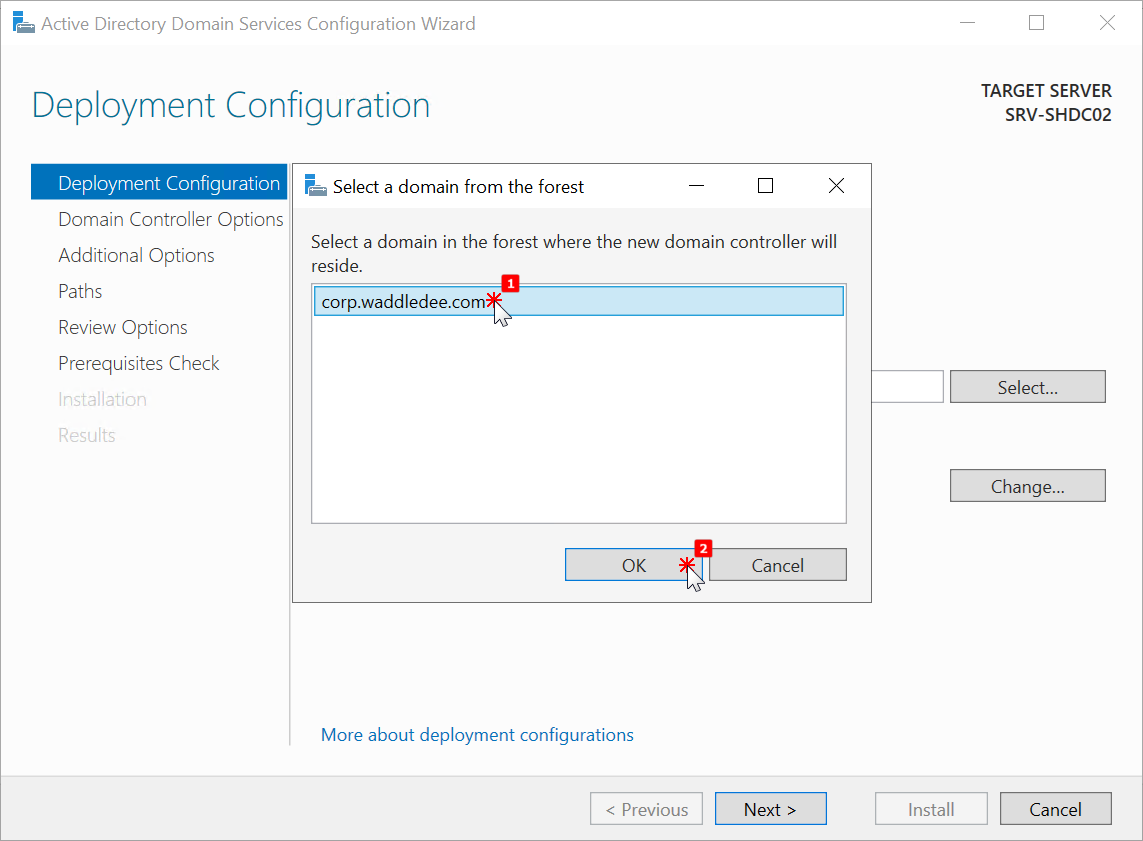 Active Directory Domain Services Configuration Wizard
Deployment Configuration
TARGET SERVER
SRV-SHDC02
Deployment Configuration
Domain Controller Options
Additional Options
Paths
Review Options
Prerequisites Check
Installation
Results
Select a domain from the forest
Select a domain in the forest where the new domain controller will
reside.
1
corp.waddledee.com
Select...
Change...
2
OK
Cancel
More about deployment configurations
< Previous
Next >
Install
Cancel